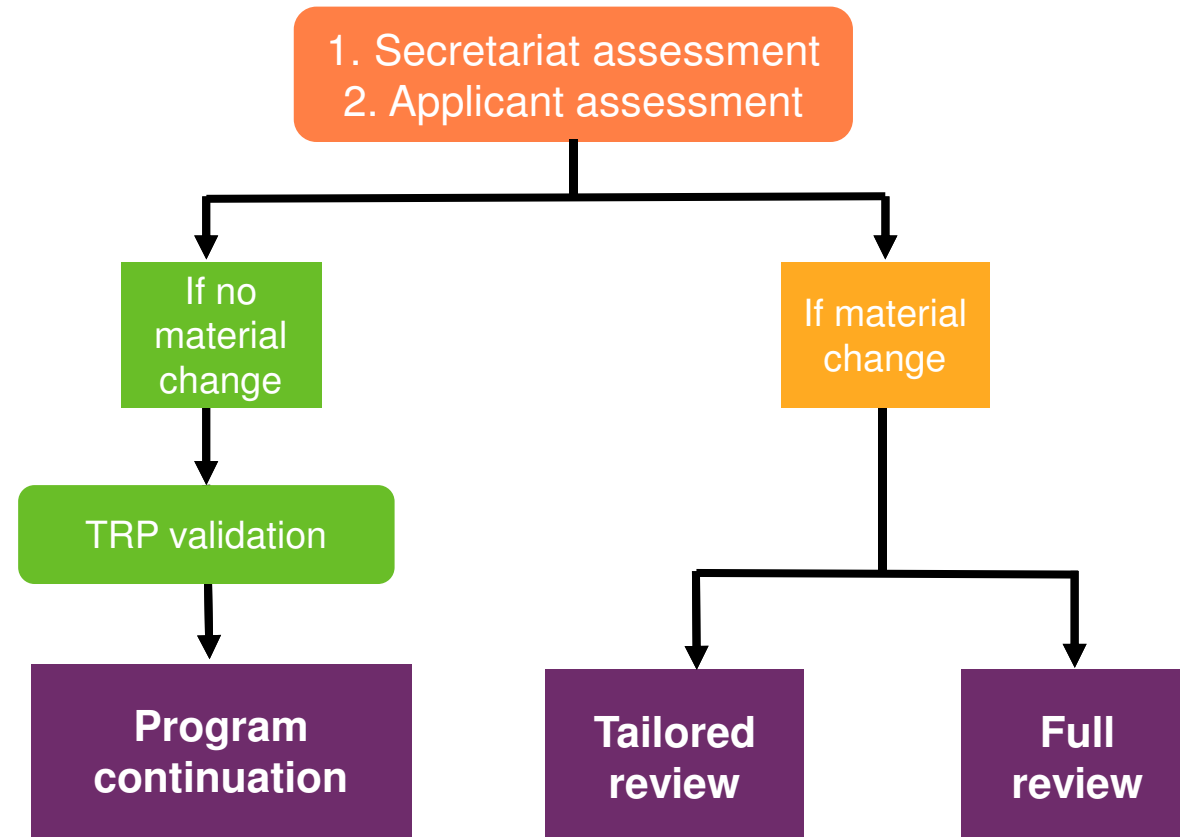 1. Secretariat assessment
2. Applicant assessment
If no
material
change
If material
change
TRP validation
Program
continuation
Tailored
review
Full
review